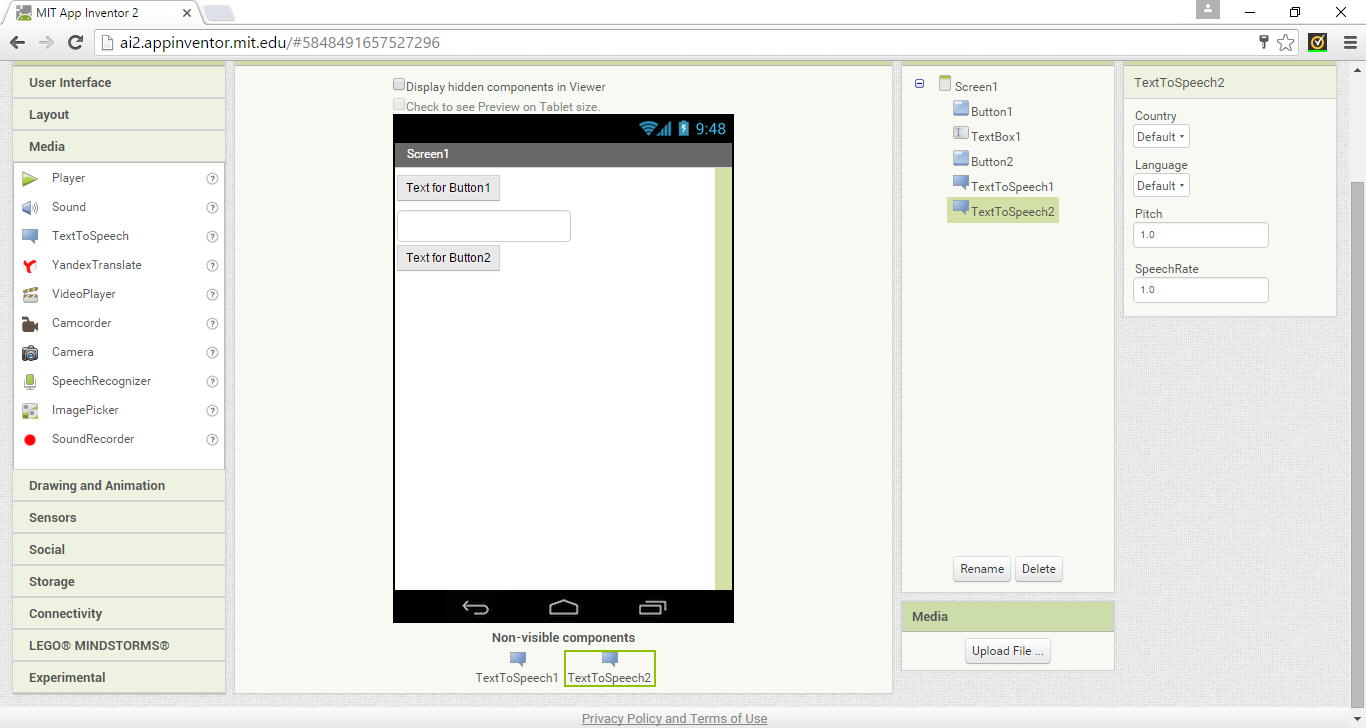 MIT App Inventor 2
ai2.appinventor.mit.edu/#5848491657527296
User Interface
Layout
Media
Player ?
Sound ?
TextToSpeech ?
YandexTranslate ?
VideoPlayer ?
Camcorder ?
Camera ?
SpeechRecognizer ?
ImagePicker ?
SoundRecorder ?
Drawing and Animation
Sensors
Social
Storage
Connectivity
LEGO® MINDSTORMS®
Experimental
Display hidden components in Viewer
Check to see Preview on Tablet size.
9:48
Screen1
Text for Button1
Text for Button2
Non-visible components
TextToSpeech1
TextToSpeech2
Screen1
Button1
TextBox1
Button2
TextToSpeech1
TextToSpeech2
Rename
Delete
Media
Upload File ...
TextToSpeech2
Country
Default
Language
Default
Pitch
1.0
SpeechRate
1.0
Privacy Policy and Terms of Use